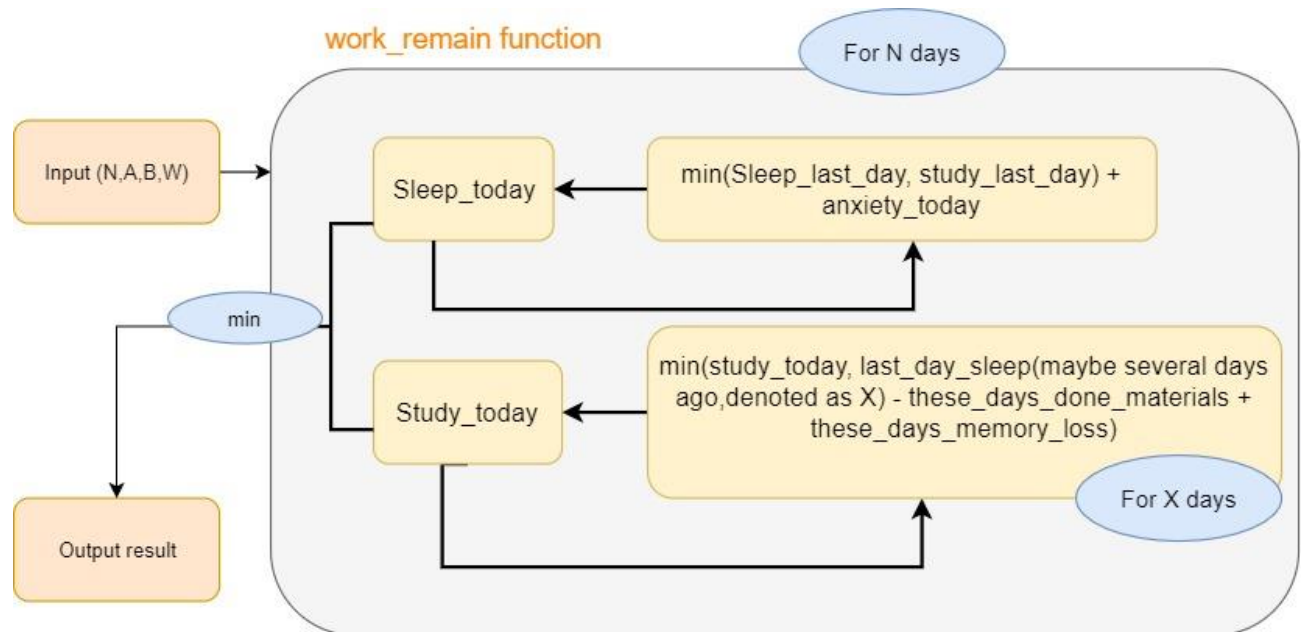 work_remain function
For N days
Input (N,A,B,W)
Sleep_today
min(Sleep_last_day, study_last_day) +
anxiety_today
min
Study_today
min(study_today, last_day_sleep(maybe several days
ago,denoted as X) - these_days_done_materials +
these_days_memory_loss)
For X days
Output result